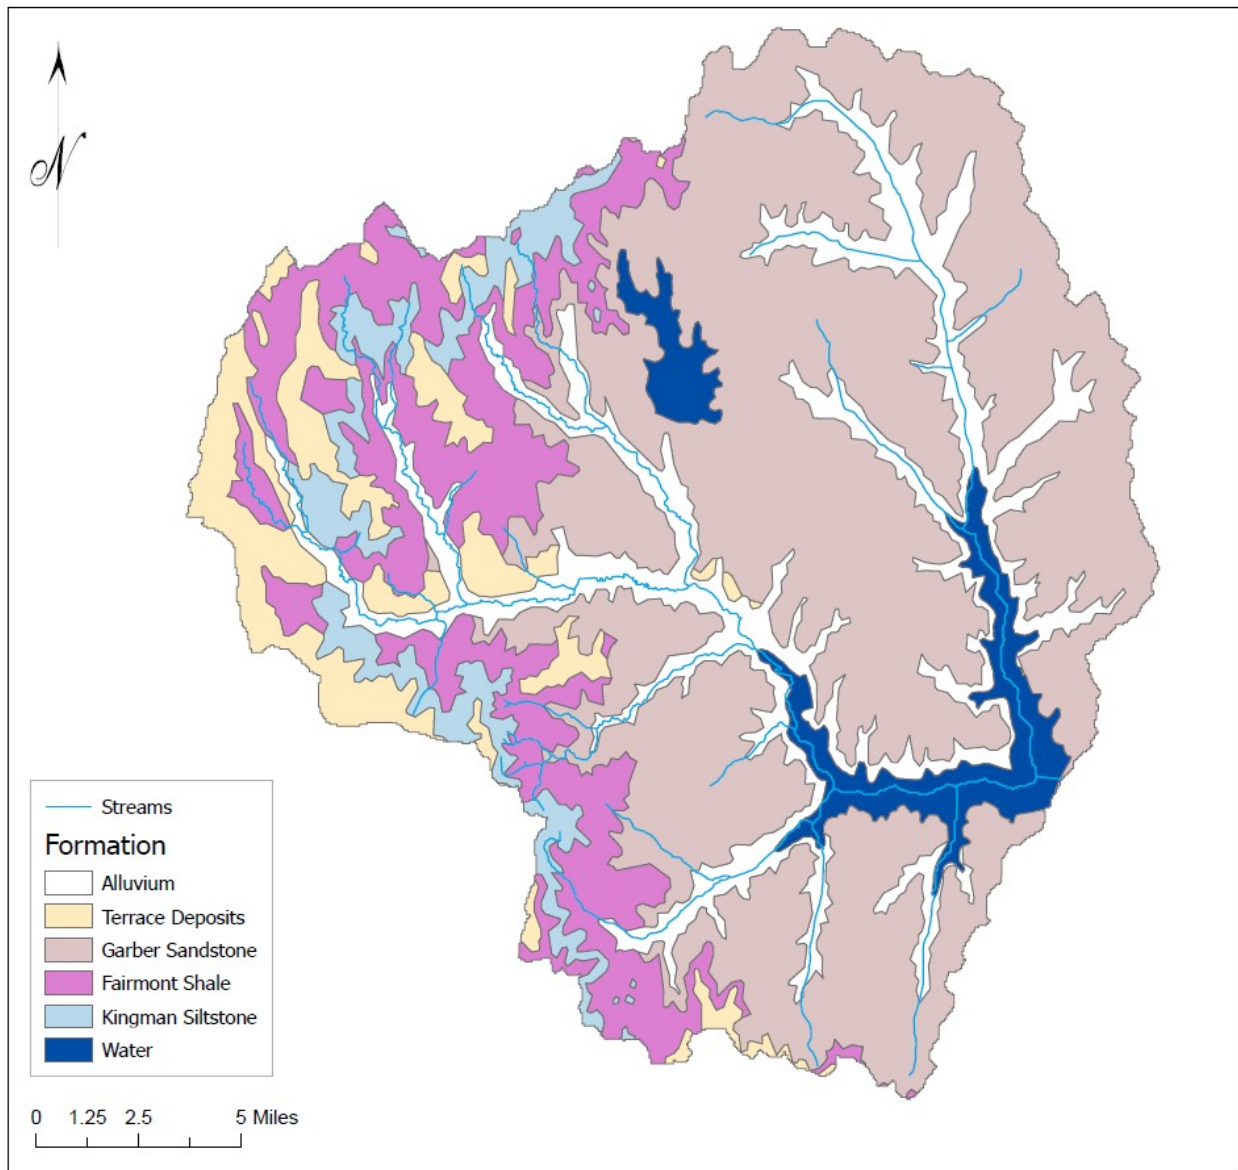 N
Streams
Formation
Alluvium
Terrace Deposits
Garber Sandstone
Fairmont Shale
Kingman Siltstone
Water
0 1.25 2.5 5 Miles